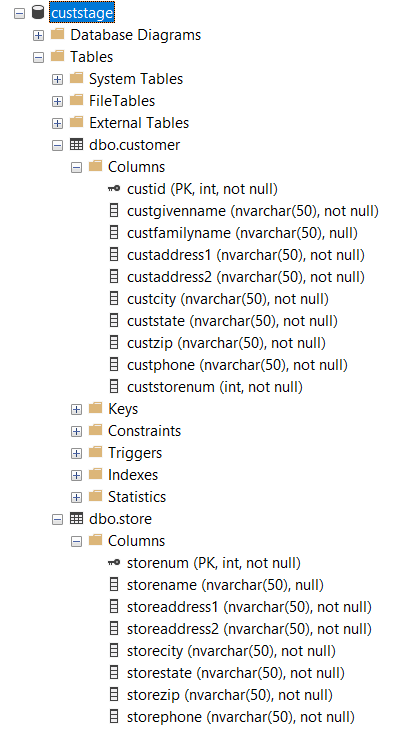 custstage
Database Diagrams
Tables
System Tables
FileTables
External Tables
dbo.customer
Columns
custid (PK, int, not null)
custgivenname (nvarchar(50), not null)
custfamilyname (nvarchar(50), null)
custaddress1 (nvarchar(50), not null)
custaddress2 (nvarchar(50), not null)
custcity (nvarchar(50), not null)
custstate (nvarchar(50), not null)
custzip (nvarchar(50), not null)
custphone (nvarchar(50), not null)
custstorenum (int, not null)
Keys
Constraints
Triggers
Indexes
Statistics
dbo.store
Columns
storenum (PK, int, not null)
storename (nvarchar(50), null)
storeaddress1 (nvarchar(50), not null)
storeaddress2 (nvarchar(50), not null)
storecity (nvarchar(50), not null)
storestate (nvarchar(50), not null)
storezip (nvarchar(50), not null)
storephone (nvarchar(50), not null)